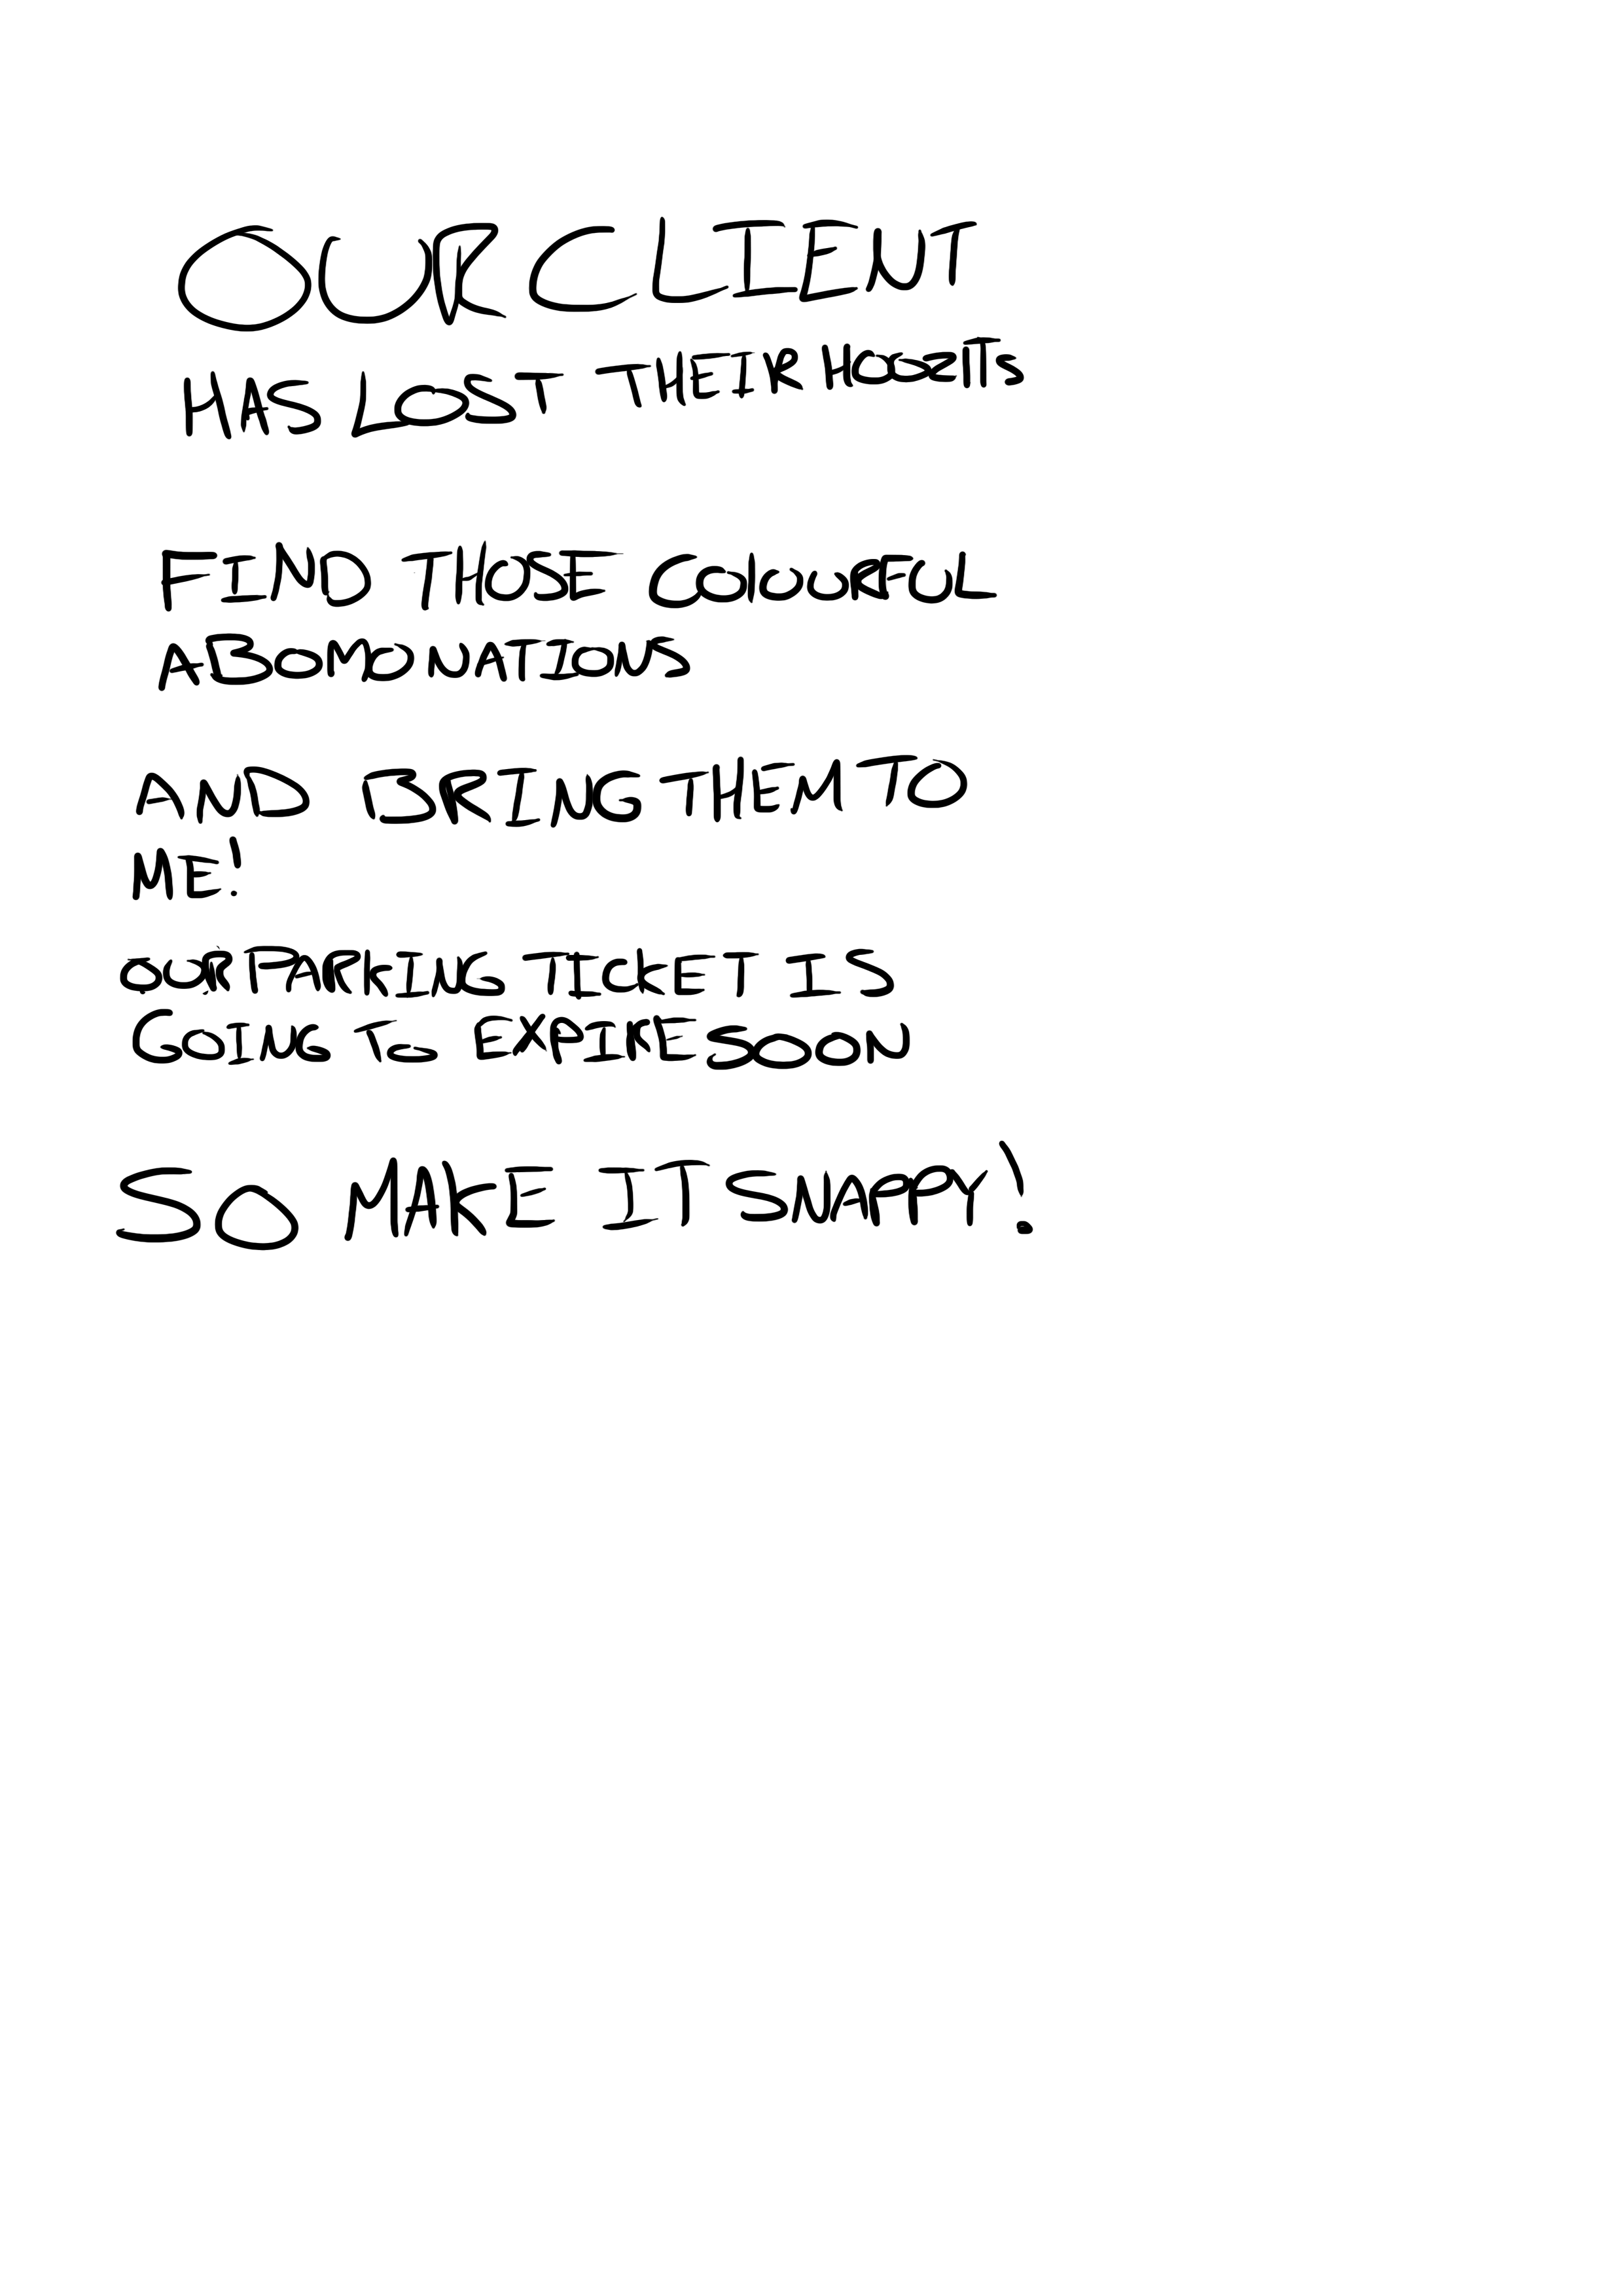 OUR CLIENT
HAS LOST THEIR
FIND THOSE COLOURFUL
ABOMONATIONS
AND BRING THEM TO
ME!
OUR PARKING TICKET IS
GOING TO EXPIRE SOON
SO MAKE IT SNAPPY!